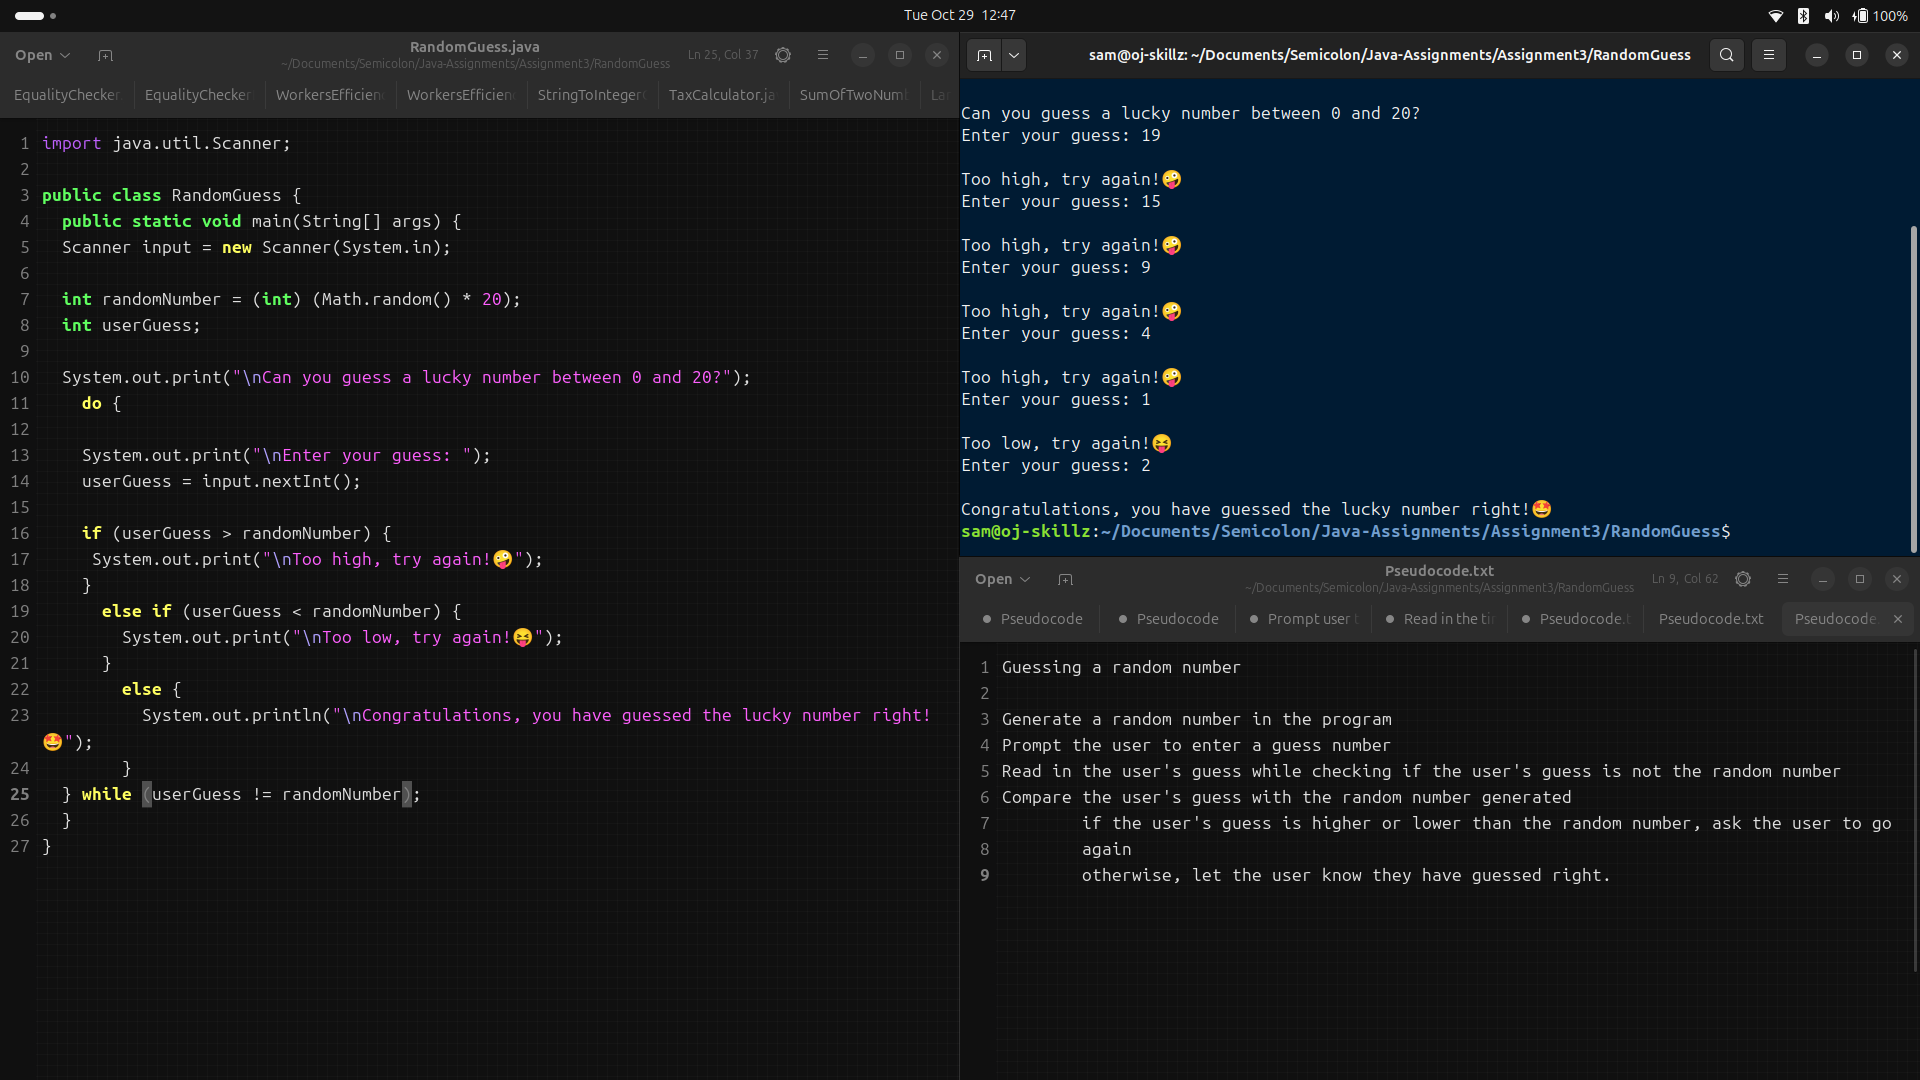 Tue Oct 29 12:47
100%
Open
RandomGuess.java
~/Documents/Semicolon/Java-Assignments/Assignment3/RandomGuess
Ln 25, Col 37
EqualityChecker
EqualityChecker
WorkersEfficien
WorkersEfficien
StringToInteger
TaxCalculator.ja
SumOfTwoNum
La
1 import java.util.Scanner;
2
3 public class RandomGuess {
4   public static void main(String[] args) {
5   Scanner input = new Scanner(System.in);
6
7   int randomNumber = (int) (Math.random() * 20);
8   int userGuess;
9
10   System.out.print("\nCan you guess a lucky number between 0 and 20?");
11     do {
12
13     System.out.print("\nEnter your guess: ");
14     userGuess = input.nextInt();
15
16     if (userGuess > randomNumber) {
17      System.out.print("\nToo high, try again!🤪");
18     }
19       else if (userGuess < randomNumber) {
20         System.out.print("\nToo low, try again!😝");
21       }
22         else {
23           System.out.println("\nCongratulations, you have guessed the lucky number right!
🤩");
24         }
25   } while (userGuess != randomNumber);
26   }
27 }
sam@oj-skillz: ~/Documents/Semicolon/Java-Assignments/Assignment3/RandomGuess
Can you guess a lucky number between 0 and 20?
Enter your guess: 19
Too high, try again!🤪
Enter your guess: 15
Too high, try again!🤪
Enter your guess: 9
Too high, try again!🤪
Enter your guess: 4
Too high, try again!🤪
Enter your guess: 1
Too low, try again!😝
Enter your guess: 2
Congratulations, you have guessed the lucky number right!🤩
sam@oj-skillz:~/Documents/Semicolon/Java-Assignments/Assignment3/RandomGuess$
Open
Pseudocode.txt
~/Documents/Semicolon/Java-Assignments/Assignment3/RandomGuess
Ln 9, Col 62
Pseudocode
Pseudocode
Prompt user t
Read in the ti
Pseudocode.t
Pseudocode.txt
Pseudocode.
1 Guessing a random number
2
3 Generate a random number in the program
4 Prompt the user to enter a guess number
5 Read in the user's guess while checking if the user's guess is not the random number
6 Compare the user's guess with the random number generated
7         if the user's guess is higher or lower than the random number, ask the user to go
8         again
9         otherwise, let the user know they have guessed right.